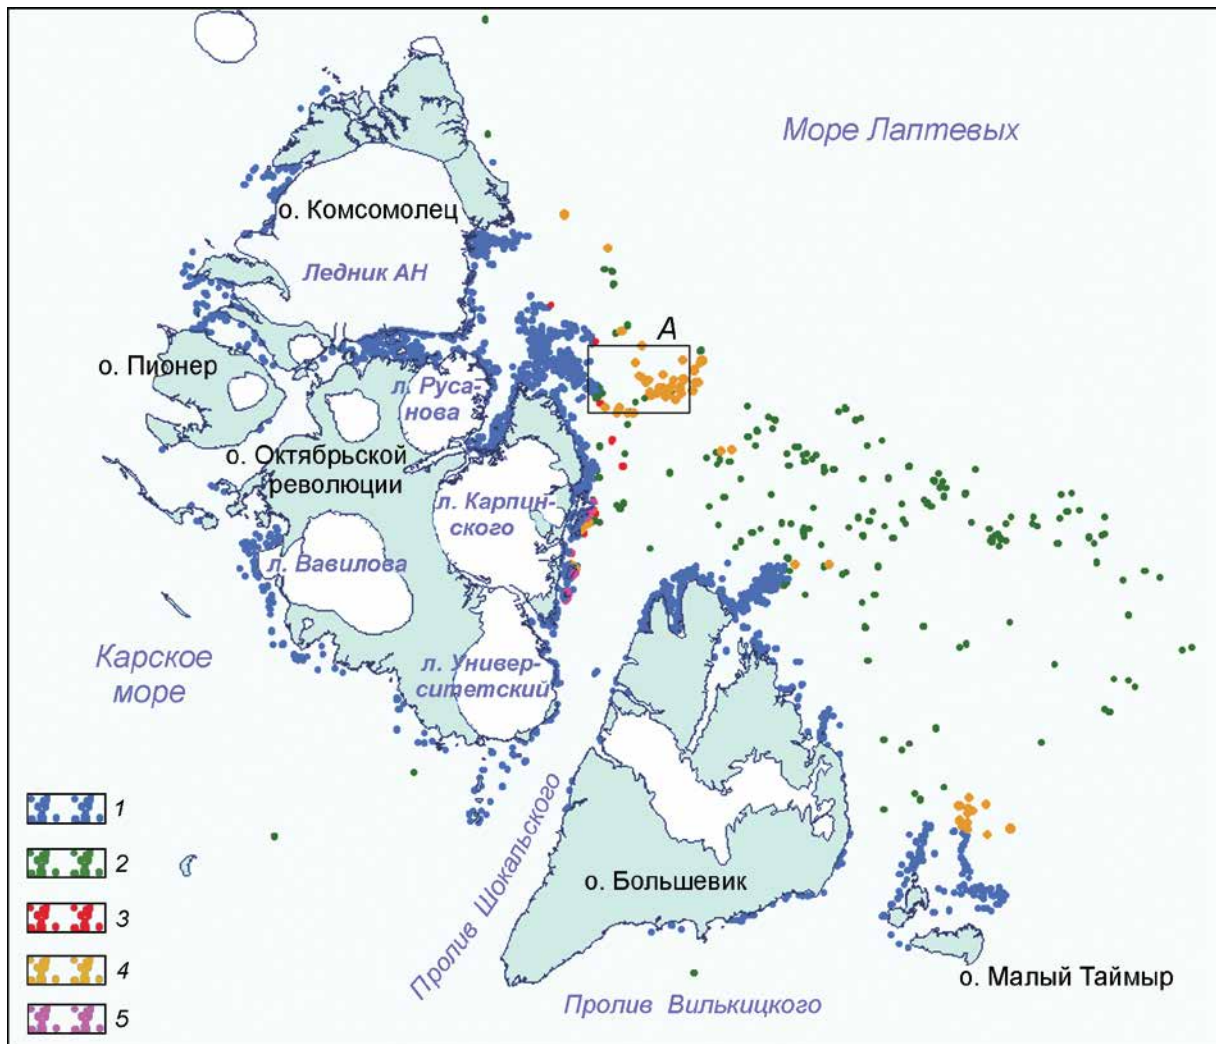 Море Лаптевых
о. Комсомолец
Ледник АН
А
о. Пионер
л. Руса-
нова
о. Октябрьской
революции
л. Карпин-
ского
л. Вавилова
Карское
море
л. Универ-
ситетский
Пролив Шокальского
о. Большевик
о. Малый Таймыр
Пролив Вилькицкого
1
2
3
4
5